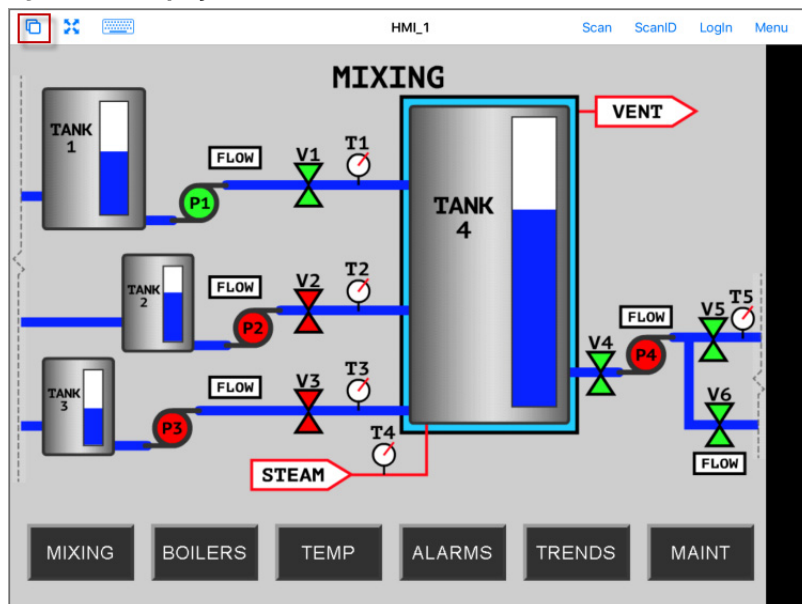 HMI_1 Scan ScanID LogIn Menu
MIXING
VENT
TANK
1
FLOW V1 T1
P1
TANK
4
TANK
2
FLOW V2 T2
P2
FLOW V5 T5
V4 P4
TANK
3
FLOW V3 T3
P3
V6
T4
FLOW
STEAM
MIXING BOILERS TEMP ALARMS TRENDS MAINT